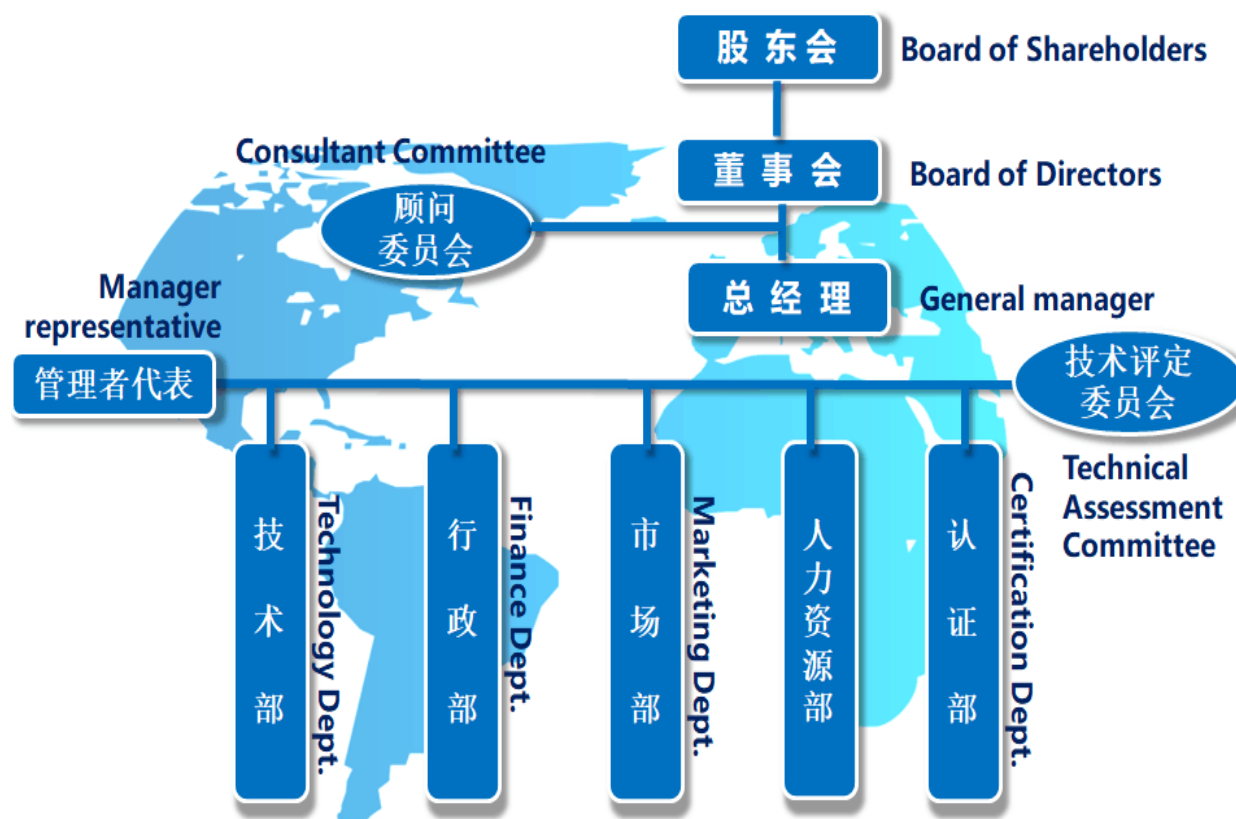 股东会
Board of Shareholders
Consultant Committee
董事会
Board of Directors
顾问
委员会
总经理
General manager
Manager
representative
管理者代表
技术评定
委员会
Technical
Assessment
Committee
技术部
Technology Dept.
行政部
Finance Dept.
市场部
Marketing Dept.
人力资源部
认证部
Certification Dept.